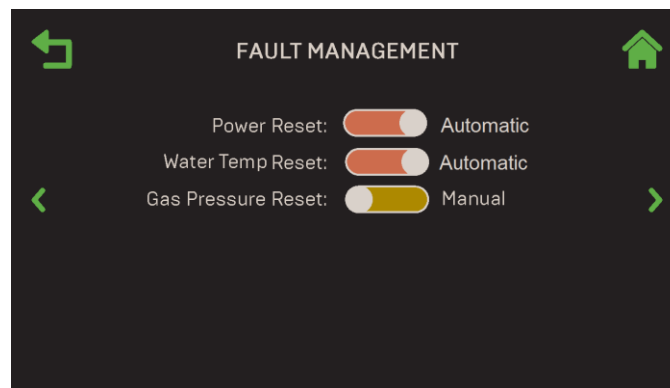 FAULT MANAGEMENT
Power Reset: Automatic
Water Temp Reset: Automatic
Gas Pressure Reset: Manual